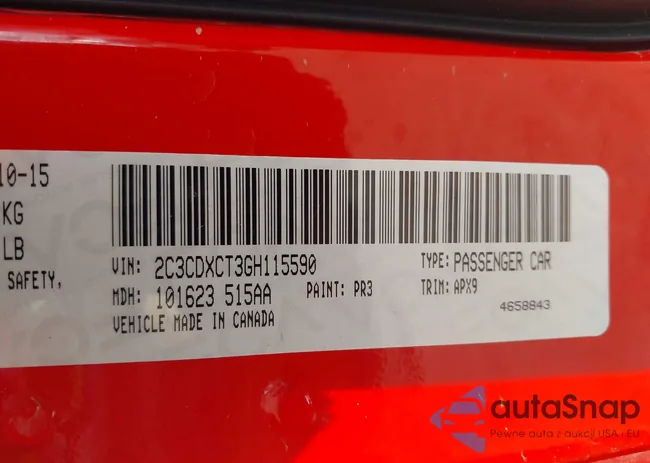 10-15
KG
LB
SAFETY,
VIN: 2C3CDXCT3GH115590 TYPE: PASSENGER CAR
MDH: 101623 515AA PAINT: PR3 TRIM: APX9
VEHICLE MADE IN CANADA 4658843
autaSnap
Pewne auta z aukcji USA i EU